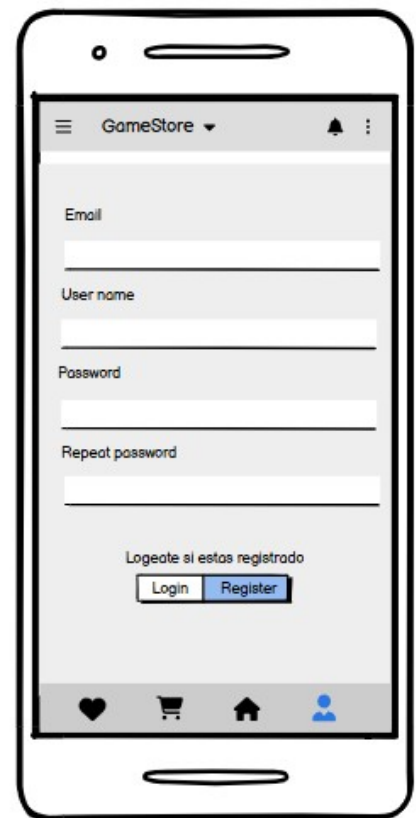 GameStore
Email
User name
Password
Repeat password
Logeate si estas registrado
Login Register